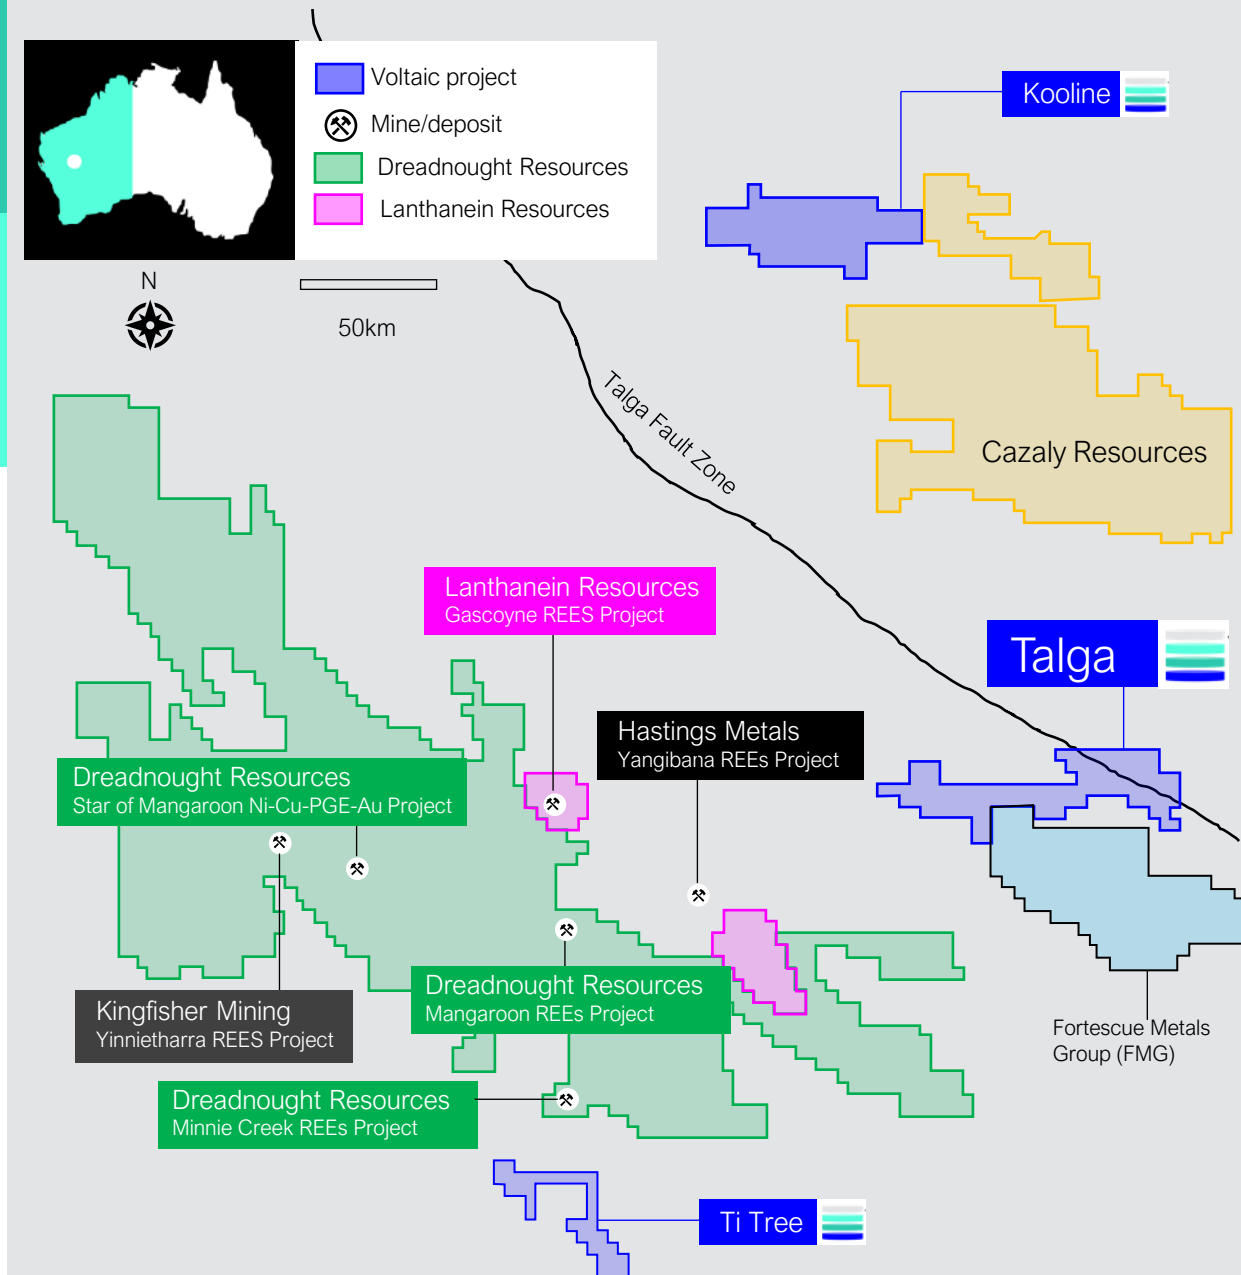 Voltaic project
Mine/deposit
Dreadnought Resources
Lanthanein Resources
Kooline
N
50km
Talga Fault Zone
Cazaly Resources
Lanthanein Resources
Gascoyne REES Project
Talga
Hastings Metals
Yangibana REEs Project
Dreadnought Resources
Star of Mangaroon Ni-Cu-PGE-Au Project
Dreadnought Resources
Mangaroon REEs Project
Kingfisher Mining
Yinnietharra REES Project
Fortescue Metals
Group (FMG)
Dreadnought Resources
Minnie Creek REEs Project
Ti Tree